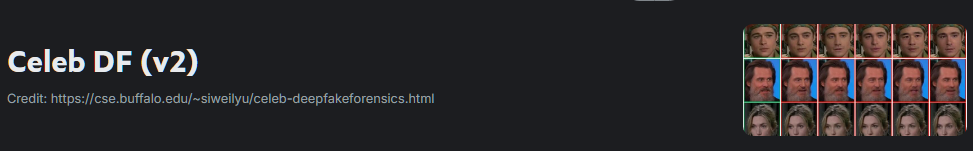 Celeb DF (v2)
Credit: https://cse.buffalo.edu/~siweilyu/celeb-deepfakeforensics.html